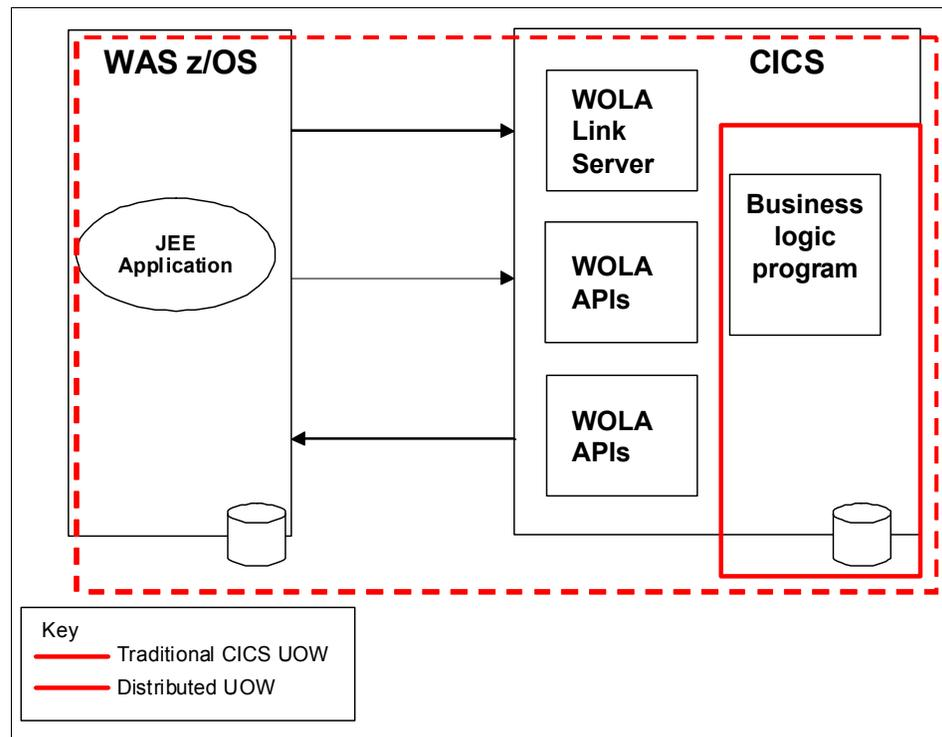 WAS z/OS
JEE
Application
CICS
WOLA
Link
Server
WOLA
APIs
WOLA
APIs
Business
logic
program
Key
Traditional CICS UOW
Distributed UOW